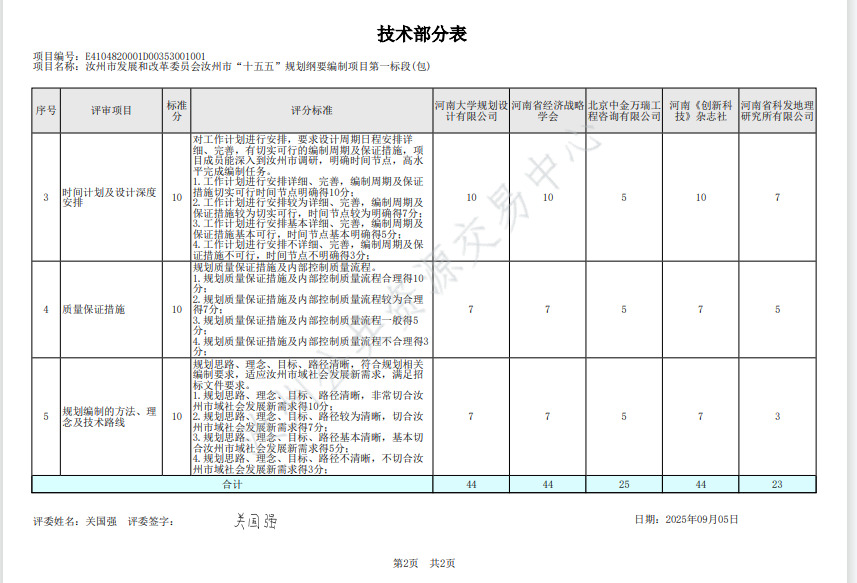 技术部分表
项目编号: E4104820001D00353001001
项目名称: 汝州市发展和改革委员会汝州市“十五五”规划纲要编制项目第一标段(包)
序号 评审项目 标准分 评分标准 河南大学规划设计有限公司 河南省经济战略学会 北京中金万瑞工程咨询有限公司 河南《创新科技》杂志社 河南省科发地理研究所有限公司
对工作计划进行安排，要求设计周期日程安排详
细、完善，有切实可行的编制周期及保证措施，项
目成员能深入到汝州市调研，明确时间节点，高水
平完成编制任务。
1.工作计划进行安排详细、完善，编制周期及保证
措施切实可行时间节点明确得10分；
2.工作计划进行安排较为详细、完善，编制周期及
保证措施较为切实可行，时间节点较为明确得7分；
3.工作计划进行安排基本详细、完善，编制周期及
保证措施基本可行，时间节点基本明确得5分；
4.工作计划进行安排不详细、完善，编制周期及保
证措施不可行，时间节点不明确得3分；
3 时间计划及设计深度安排 10 10 10 5 10 7
规划质量保证措施及内部控制质量流程。
1.规划质量保证措施及内部控制质量流程合理得10
分；
2.规划质量保证措施及内部控制质量流程较为合理
得7分；
3.规划质量保证措施及内部控制质量流程一般得5
分；
4.规划质量保证措施及内部控制质量流程不合理得3
分；
4 质量保证措施 10 7 7 5 7 5
规划思路、理念、目标、路径清晰，符合规划相关
编制要求，适应汝州市域社会发展新需求，满足招
标文件要求。
1.规划思路、理念、目标、路径清晰，非常切合汝
州市域社会发展新需求得10分；
2.规划思路、理念、目标、路径较为清晰，切合汝
州市域社会发展新需求得7分；
3.规划思路、理念、目标、路径基本清晰，基本切
合汝州市域社会发展新需求得5分；
4.规划思路、理念、目标、路径不清晰，不切合汝
州市域社会发展新需求得3分；
5 规划编制的方法、理念及技术路线 10 7 7 5 7 3
合计 44 44 25 44 23
评委姓名: 关国强 评委签字: 关国强 日期: 2025年09月05日
第2页 共2页